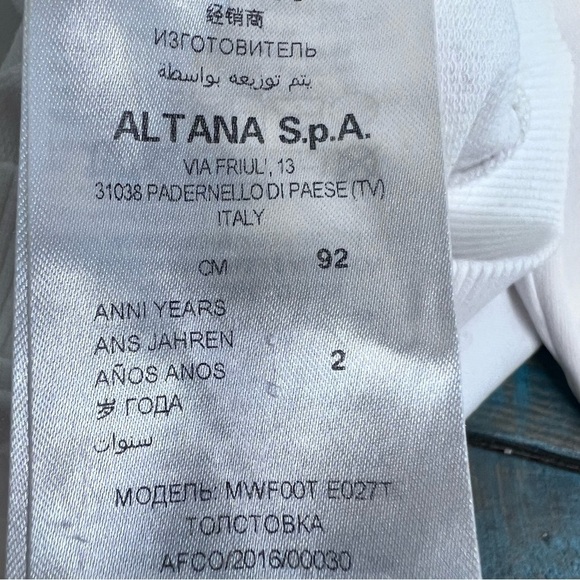 经销商
ИЗГОТОВИТЕЛЬ
يتم توزيعه بواسطة
ALTANA S.p.A.
VIA FRIUL', 13
31038 PADERNELLO DI PAESE (TV)
ITALY
CM 92
ANNI YEARS
ANS JAHREN
AÑOS ANOS 2
岁 ГОДА
سنوات
МОДЕЛЬ: MWF00T E027T
ТОЛСТОВКА
AFCO/2016/00030